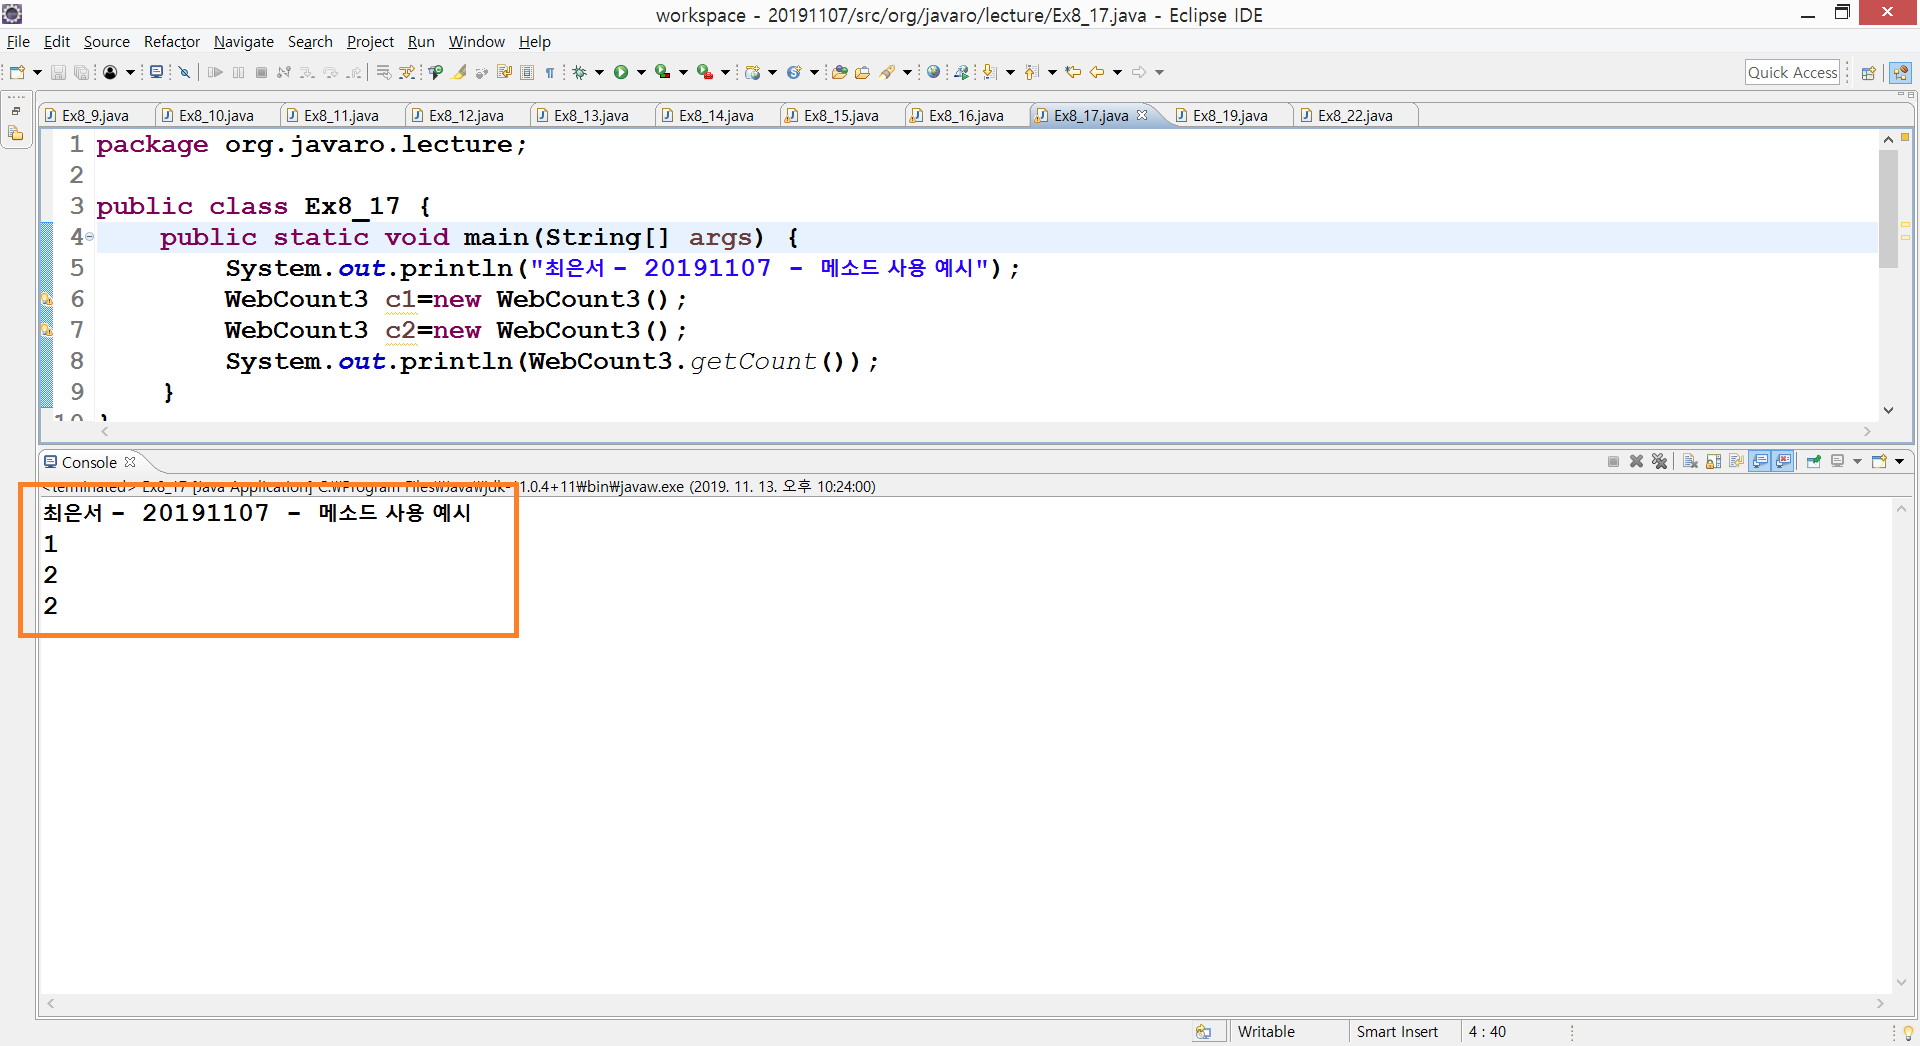 workspace - 20191107/src/org/javaro/lecture/Ex8_17.java - Eclipse IDE
File Edit Source Refactor Navigate Search Project Run Window Help
Quick Access
Ex8_9.java Ex8_10.java Ex8_11.java Ex8_12.java Ex8_13.java Ex8_14.java Ex8_15.java Ex8_16.java Ex8_17.java Ex8_19.java Ex8_22.java
1 package org.javaro.lecture;
2
3 public class Ex8_17 {
4 public static void main(String[] args) {
5 System.out.println("최은서 - 20191107 - 메소드 사용 예시");
6 WebCount3 c1=new WebCount3();
7 WebCount3 c2=new WebCount3();
8 System.out.println(WebCount3.getCount());
9 }
10 }
Console
<terminated> Ex8_17 [Java Application] C:₩Program Files₩Java₩jdk-11.0.4+11₩bin₩javaw.exe (2019. 11. 13. 오후 10:24:00)
최은서 - 20191107 - 메소드 사용 예시
1
2
2
Writable Smart Insert 4 : 40